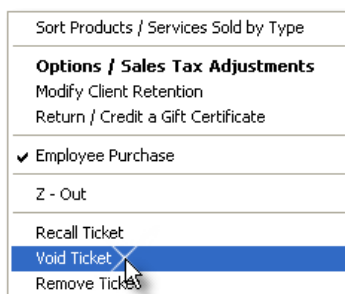 Sort Products / Services Sold by Type
Options / Sales Tax Adjustments
Modify Client Retention
Return / Credit a Gift Certificate
Employee Purchase
Z - Out
Recall Ticket
Void Ticket
Remove Ticket